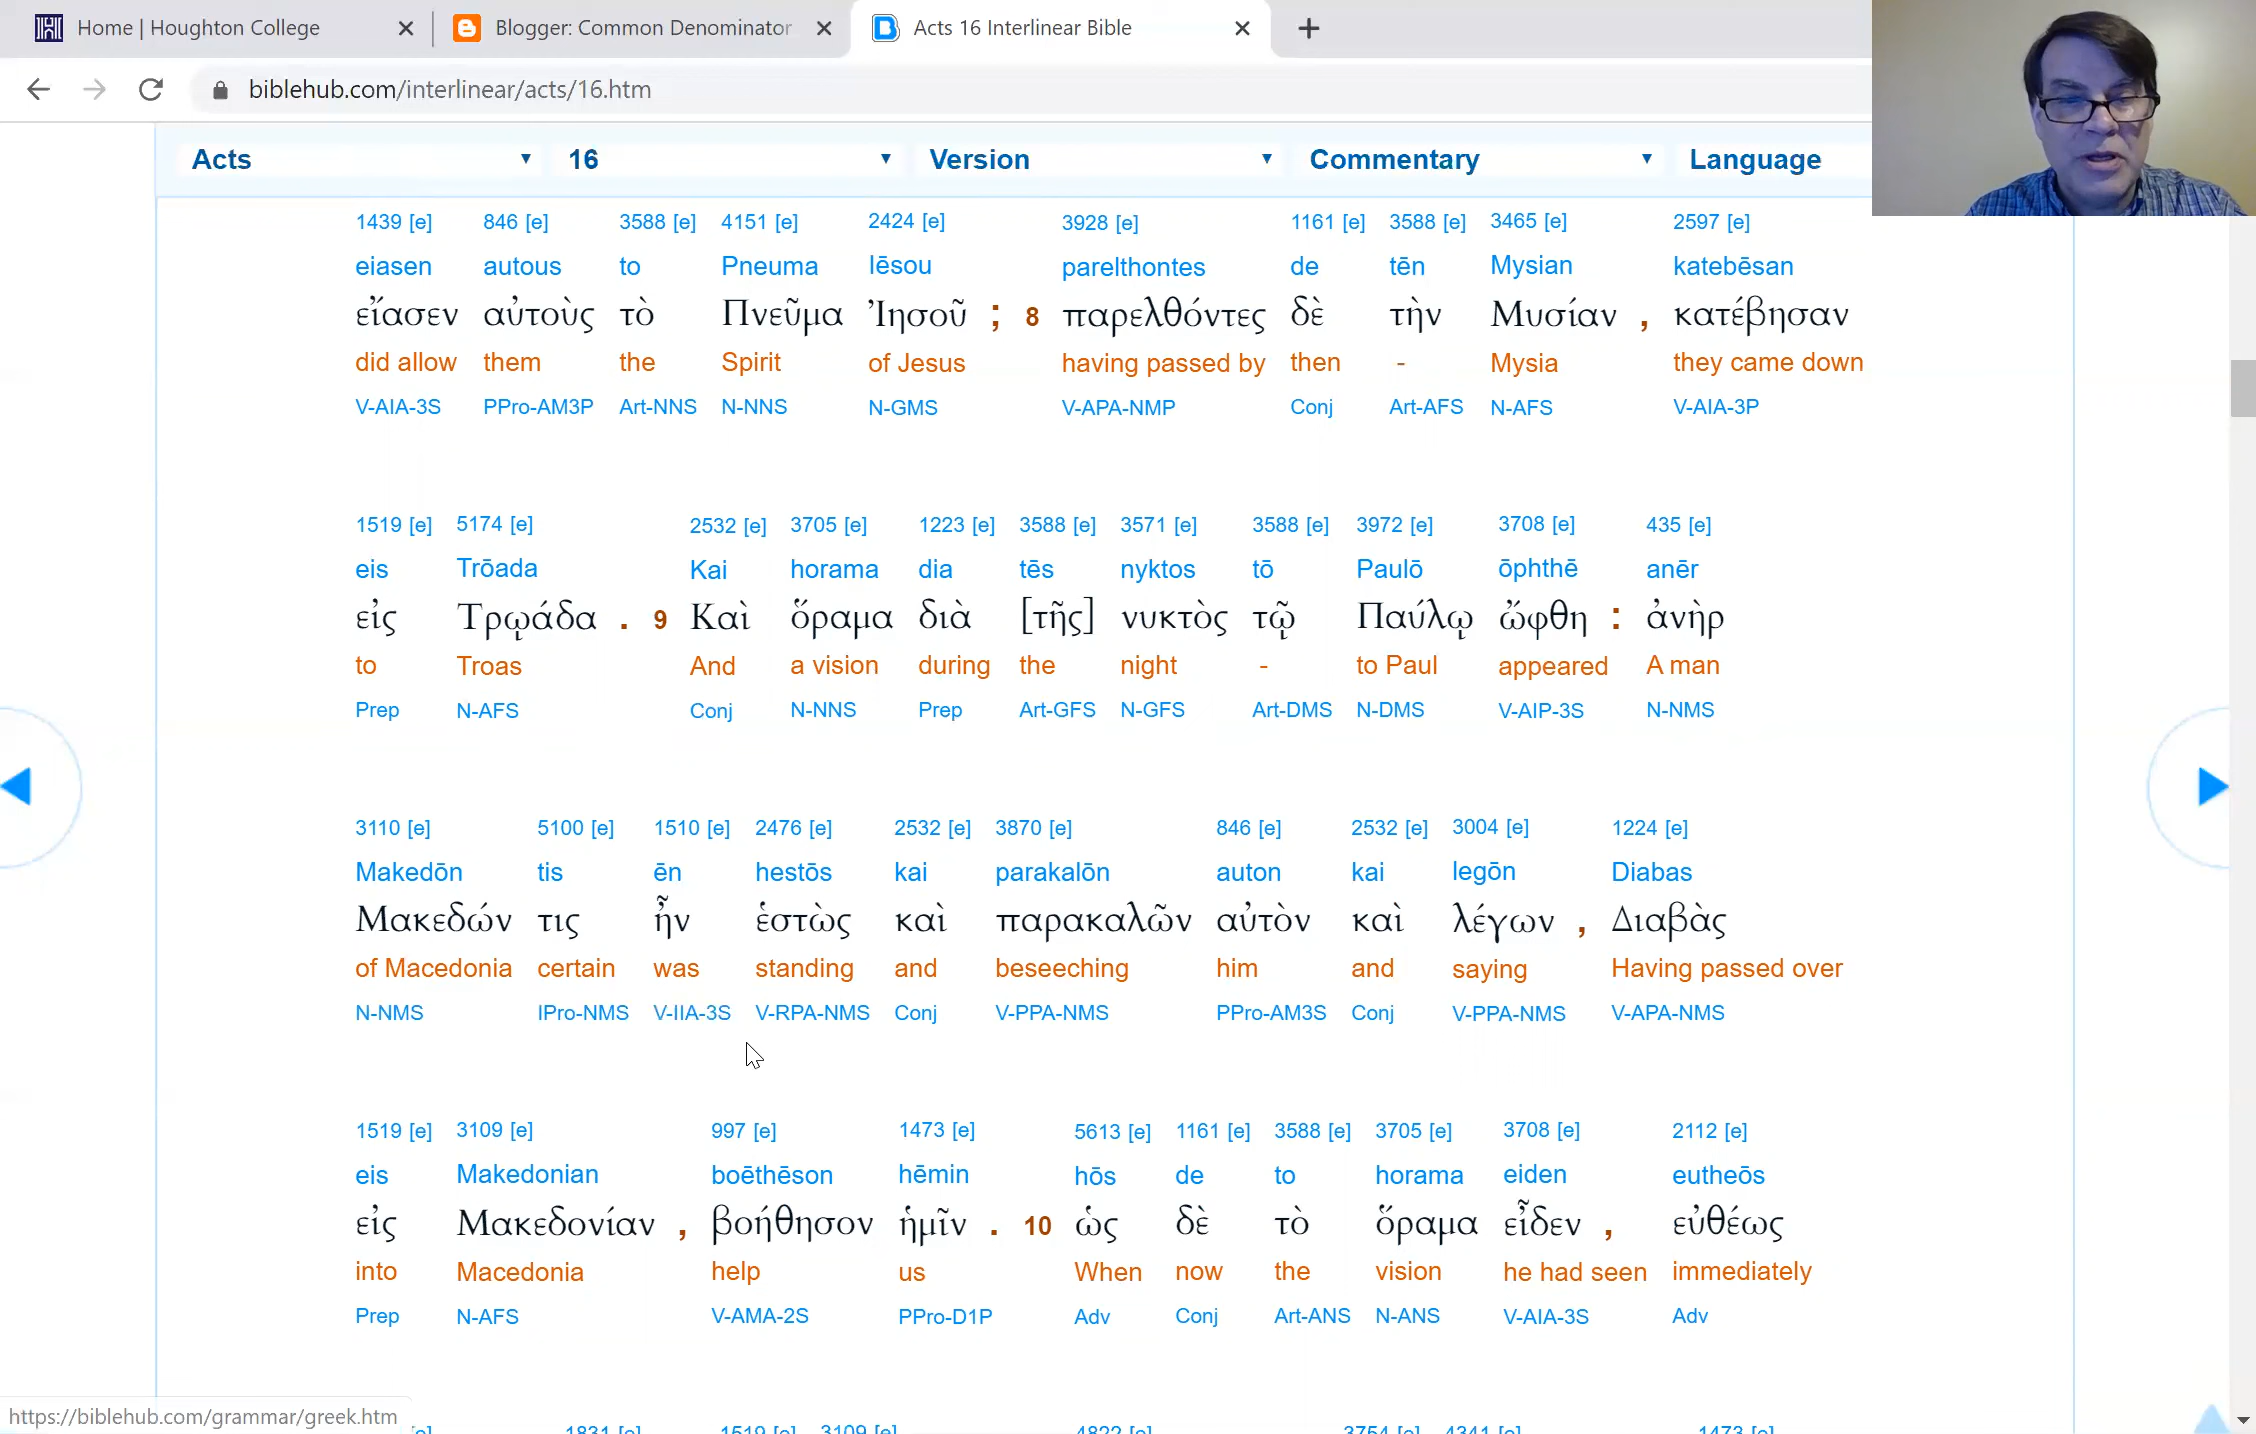 Home | Houghton College
Blogger: Common Denominator
Acts 16 Interlinear Bible
biblehub.com/interlinear/acts/16.htm
Acts 16 Version Commentary Language
1439 [e] 846 [e] 3588 [e] 4151 [e] 2424 [e] 3928 [e] 1161 [e] 3588 [e] 3465 [e] 2597 [e]
eiasen autous to Pneuma Iēsou parelthontes de tēn Mysian katebēsan
εἴασεν αὐτοὺς τὸ Πνεῦμα Ἰησοῦ ; 8 παρελθόντες δὲ τὴν Μυσίαν , κατέβησαν
did allow them the Spirit of Jesus having passed by then - Mysia they came down
V-AIA-3S PPro-AM3P Art-NNS N-NNS N-GMS V-APA-NMP Conj Art-AFS N-AFS V-AIA-3P
1519 [e] 5174 [e] 2532 [e] 3705 [e] 1223 [e] 3588 [e] 3571 [e] 3588 [e] 3972 [e] 3708 [e] 435 [e]
eis Trōada Kai horama dia tēs nyktos tō Paulō ōphthē anēr
εἰς Τρῳάδα . 9 Καὶ ὅραμα διὰ [τῆς] νυκτὸς τῷ Παύλῳ ὤφθη : ἀνὴρ
to Troas And a vision during the night - to Paul appeared A man
Prep N-AFS Conj N-NNS Prep Art-GFS N-GFS Art-DMS N-DMS V-AIP-3S N-NMS
3110 [e] 5100 [e] 1510 [e] 2476 [e] 2532 [e] 3870 [e] 846 [e] 2532 [e] 3004 [e] 1224 [e]
Makedōn tis ēn hestōs kai parakalōn auton kai legōn Diabas
Μακεδών τις ἦν ἑστὼς καὶ παρακαλῶν αὐτὸν καὶ λέγων , Διαβὰς
of Macedonia certain was standing and beseeching him and saying Having passed over
N-NMS IPro-NMS V-IIA-3S V-RPA-NMS Conj V-PPA-NMS PPro-AM3S Conj V-PPA-NMS V-APA-NMS
1519 [e] 3109 [e] 997 [e] 1473 [e] 5613 [e] 1161 [e] 3588 [e] 3705 [e] 3708 [e] 2112 [e]
eis Makedonian boēthēson hēmin hōs de to horama eiden eutheōs
εἰς Μακεδονίαν , βοήθησον ἡμῖν . 10 ὡς δὲ τὸ ὅραμα εἶδεν , εὐθέως
into Macedonia help us When now the vision he had seen immediately
Prep N-AFS V-AMA-2S PPro-D1P Adv Conj Art-ANS N-ANS V-AIA-3S Adv
https://biblehub.com/grammar/greek.htm
[e] 1831 [e] 1519 [e] 3109 [e] 4822 [e] 3754 [e] 4341 [e] 1473 [e]